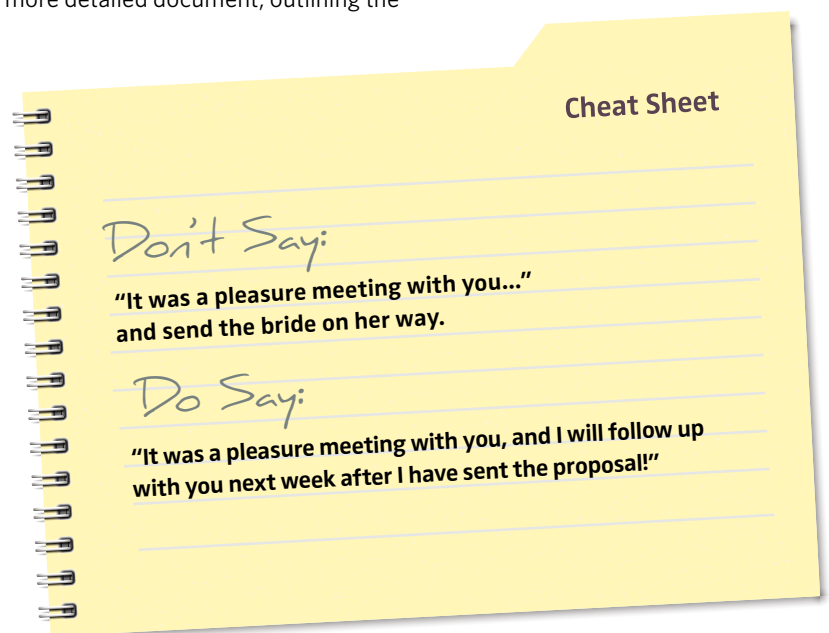 more detailed document, outlining the
Cheat Sheet
Don't Say:
“It was a pleasure meeting with you...”
and send the bride on her way.
Do Say:
“It was a pleasure meeting with you, and I will follow up
with you next week after I have sent the proposal!”